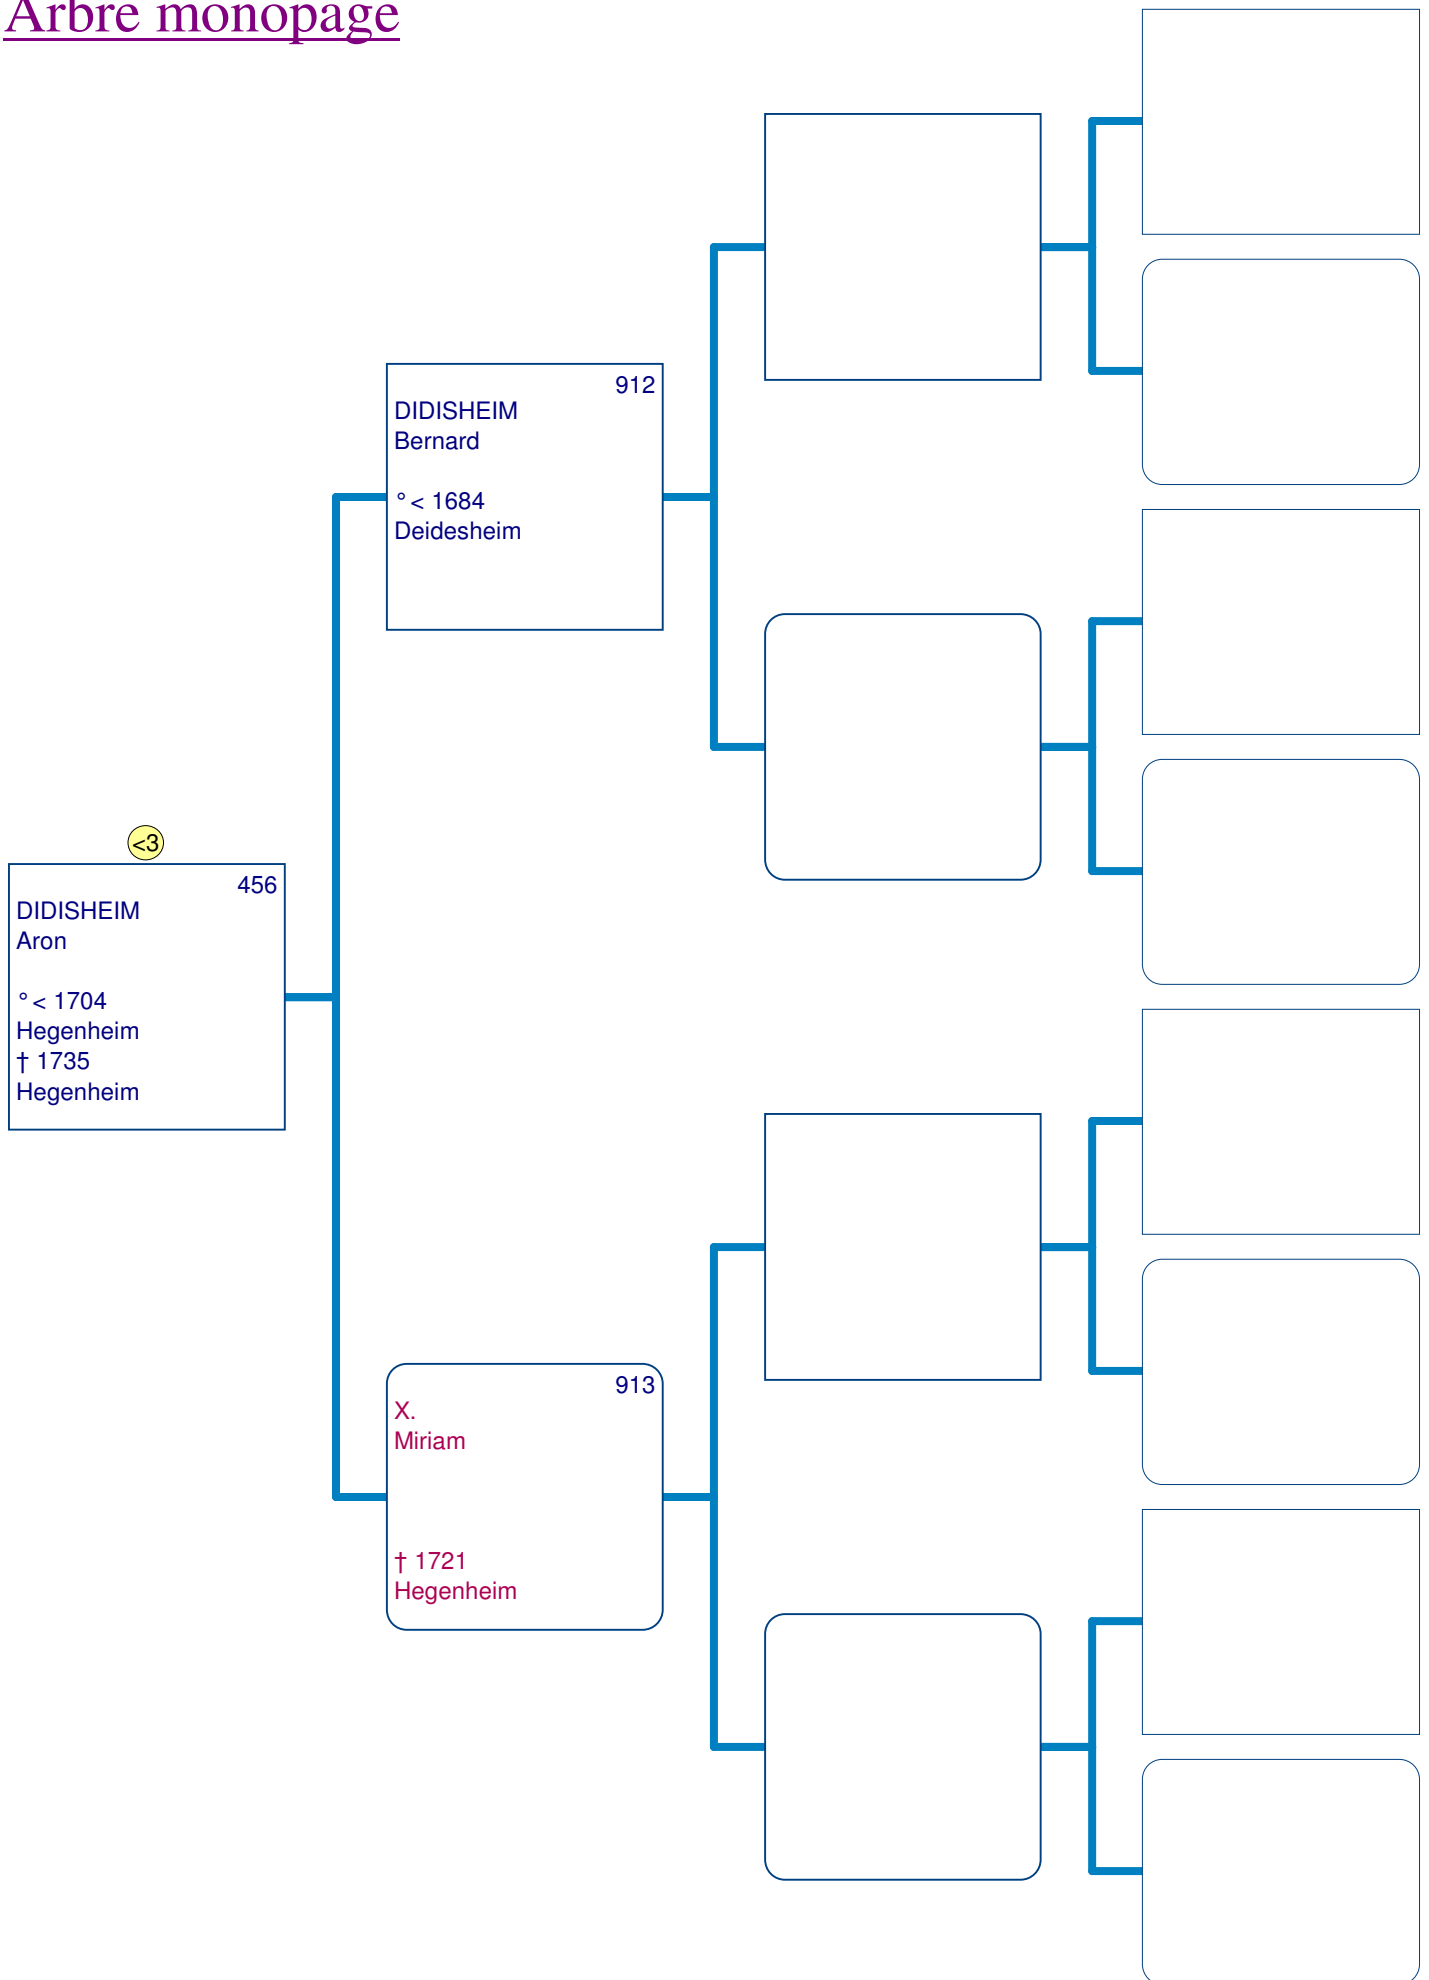 Arbre monopage
912
DIDISHEIM
Bernard
° < 1684
Deidesheim
<3
456
DIDISHEIM
Aron
° < 1704
Hegenheim
† 1735
Hegenheim
913
X.
Miriam
† 1721
Hegenheim